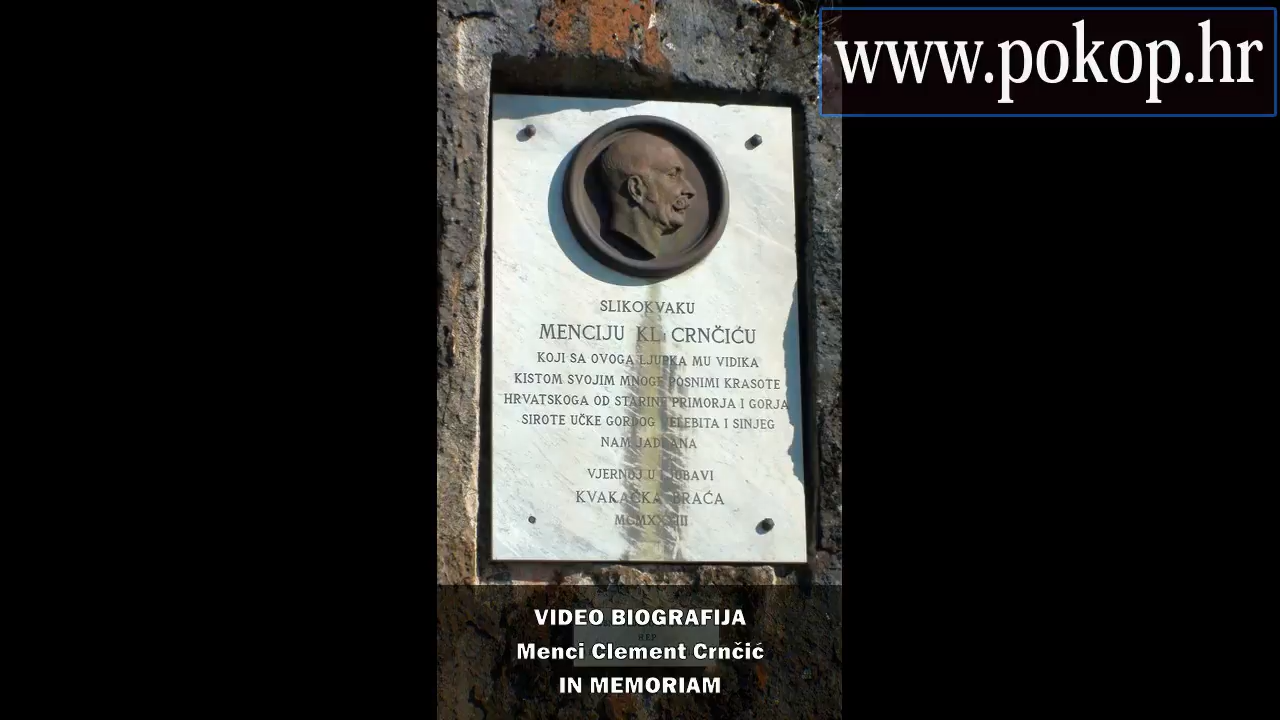 www.pokop.hr
SLIKOKVAKU
MENCIJU KL. CRNČIĆU
KOJI SA OVOGA LJUPKA MU VIDIKA
KISTOM SVOJIM MNOGE POSNIMI KRASOTE
HRVATSKOGA OD STARINE PRIMORJA I GORJA
SIROTE UČKE GORDOG VELEBITA I SINJEG
NAM JADRANA
VJERNOJ U LJUBAVI
KVAKAČKA BRAĆA
MCMXXXIII
H.P.P.
VIDEO BIOGRAFIJA
Menci Clement Crnčić
IN MEMORIAM